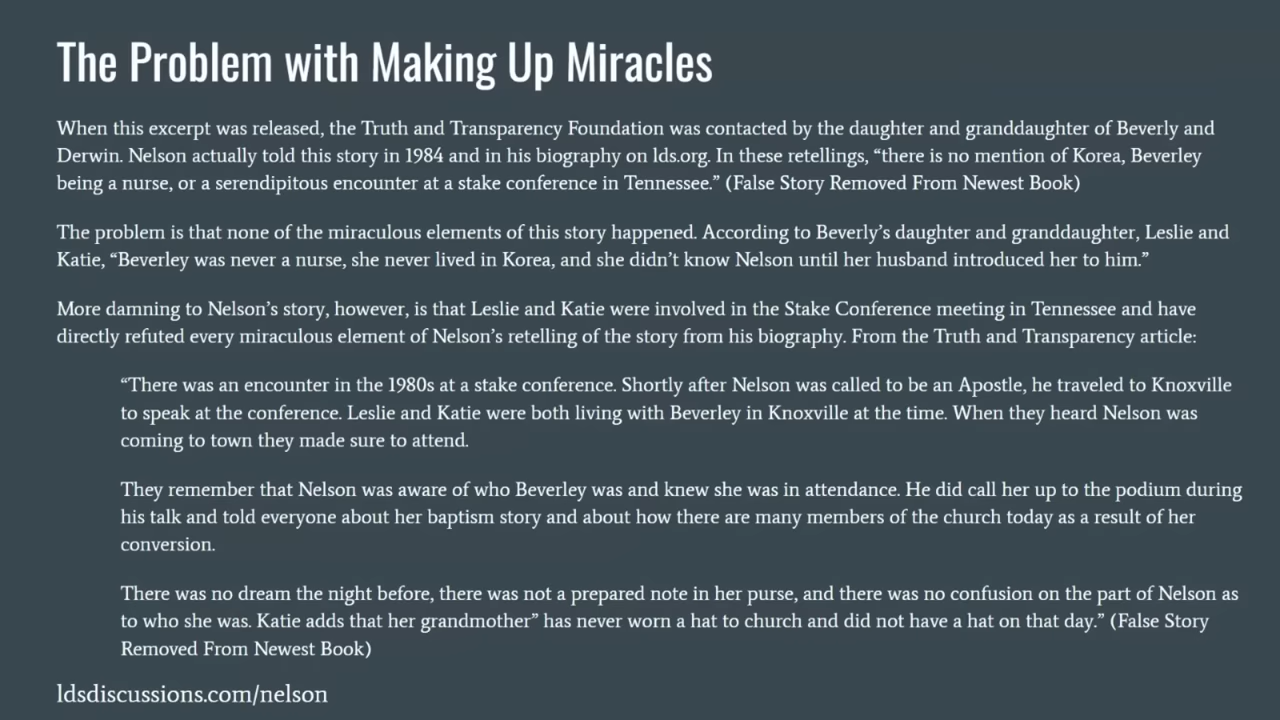 The Problem with Making Up Miracles
When this excerpt was released, the Truth and Transparency Foundation was contacted by the daughter and granddaughter of Beverly and
Derwin. Nelson actually told this story in 1984 and in his biography on lds.org. In these retellings, “there is no mention of Korea, Beverley
being a nurse, or a serendipitous encounter at a stake conference in Tennessee.” (False Story Removed From Newest Book)
The problem is that none of the miraculous elements of this story happened. According to Beverly’s daughter and granddaughter, Leslie and
Katie, “Beverley was never a nurse, she never lived in Korea, and she didn’t know Nelson until her husband introduced her to him.”
More damning to Nelson’s story, however, is that Leslie and Katie were involved in the Stake Conference meeting in Tennessee and have
directly refuted every miraculous element of Nelson’s retelling of the story from his biography. From the Truth and Transparency article:
“There was an encounter in the 1980s at a stake conference. Shortly after Nelson was called to be an Apostle, he traveled to Knoxville
to speak at the conference. Leslie and Katie were both living with Beverley in Knoxville at the time. When they heard Nelson was
coming to town they made sure to attend.
They remember that Nelson was aware of who Beverley was and knew she was in attendance. He did call her up to the podium during
his talk and told everyone about her baptism story and about how there are many members of the church today as a result of her
conversion.
There was no dream the night before, there was not a prepared note in her purse, and there was no confusion on the part of Nelson as
to who she was. Katie adds that her grandmother” has never worn a hat to church and did not have a hat on that day.” (False Story
Removed From Newest Book)
ldsdiscussions.com/nelson